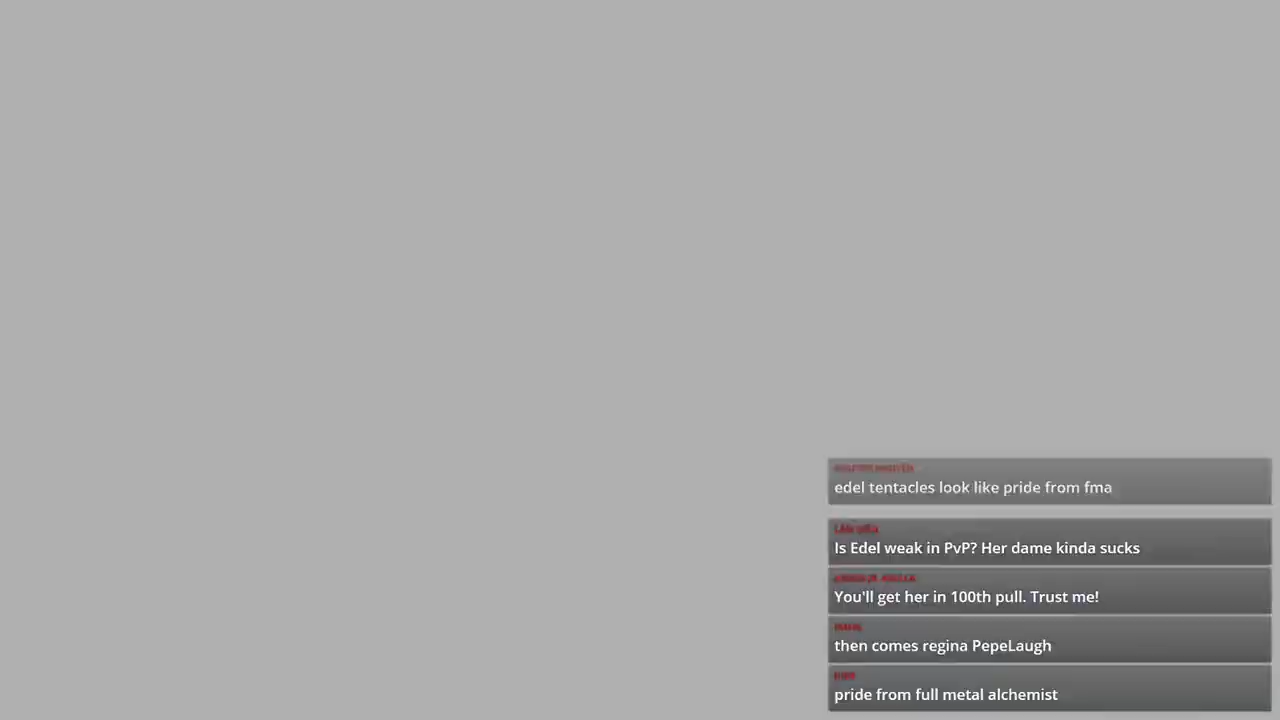 edel tentacles look like pride from fma
Is Edel weak in PvP? Her dame kinda sucks
You'll get her in 100th pull. Trust me!
then comes regina PepeLaugh
pride from full metal alchemist